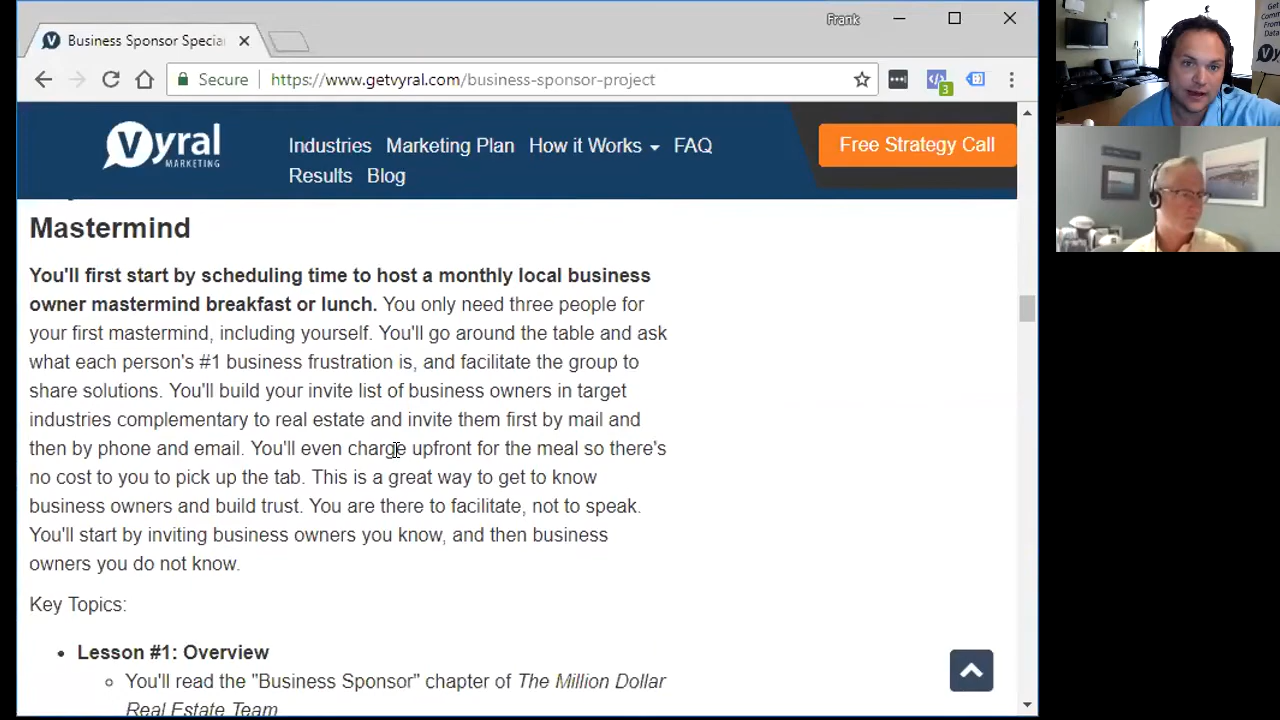 Frank
Business Sponsor Specia
Secure
https://www.getvyral.com/business-sponsor-project
3
Vyral
MARKETING
Industries Marketing Plan How it Works FAQ
Results Blog
Free Strategy Call
Mastermind
You'll first start by scheduling time to host a monthly local business
owner mastermind breakfast or lunch. You only need three people for
your first mastermind, including yourself. You'll go around the table and ask
what each person's #1 business frustration is, and facilitate the group to
share solutions. You'll build your invite list of business owners in target
industries complementary to real estate and invite them first by mail and
then by phone and email. You'll even charge upfront for the meal so there's
no cost to you to pick up the tab. This is a great way to get to know
business owners and build trust. You are there to facilitate, not to speak.
You'll start by inviting business owners you know, and then business
owners you do not know.
Key Topics:
• Lesson #1: Overview
You'll read the "Business Sponsor" chapter of The Million Dollar
Real Estate Team